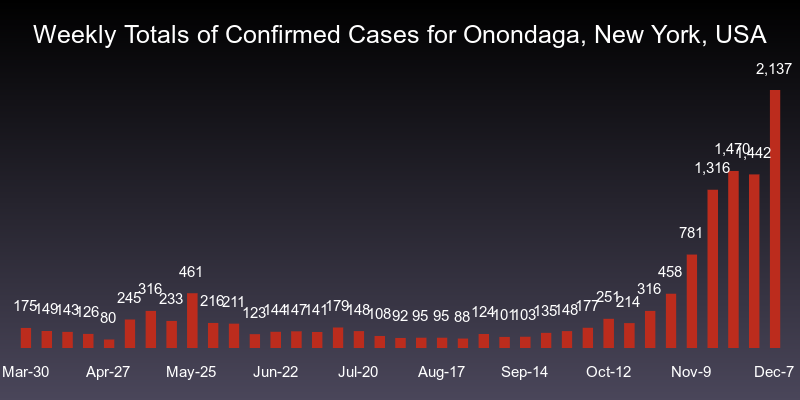 Weekly Totals of Confirmed Cases for Onondaga, New York, USA
175 149 143 126 80 245 316 233 461 216 211 123 144 147 141 179 148 108 92 95 95 88 124 101 103 135 148 177 251 214 316 458 781 1,316 1,470 1,442 2,137
Mar-30 Apr-27 May-25 Jun-22 Jul-20 Aug-17 Sep-14 Oct-12 Nov-9 Dec-7